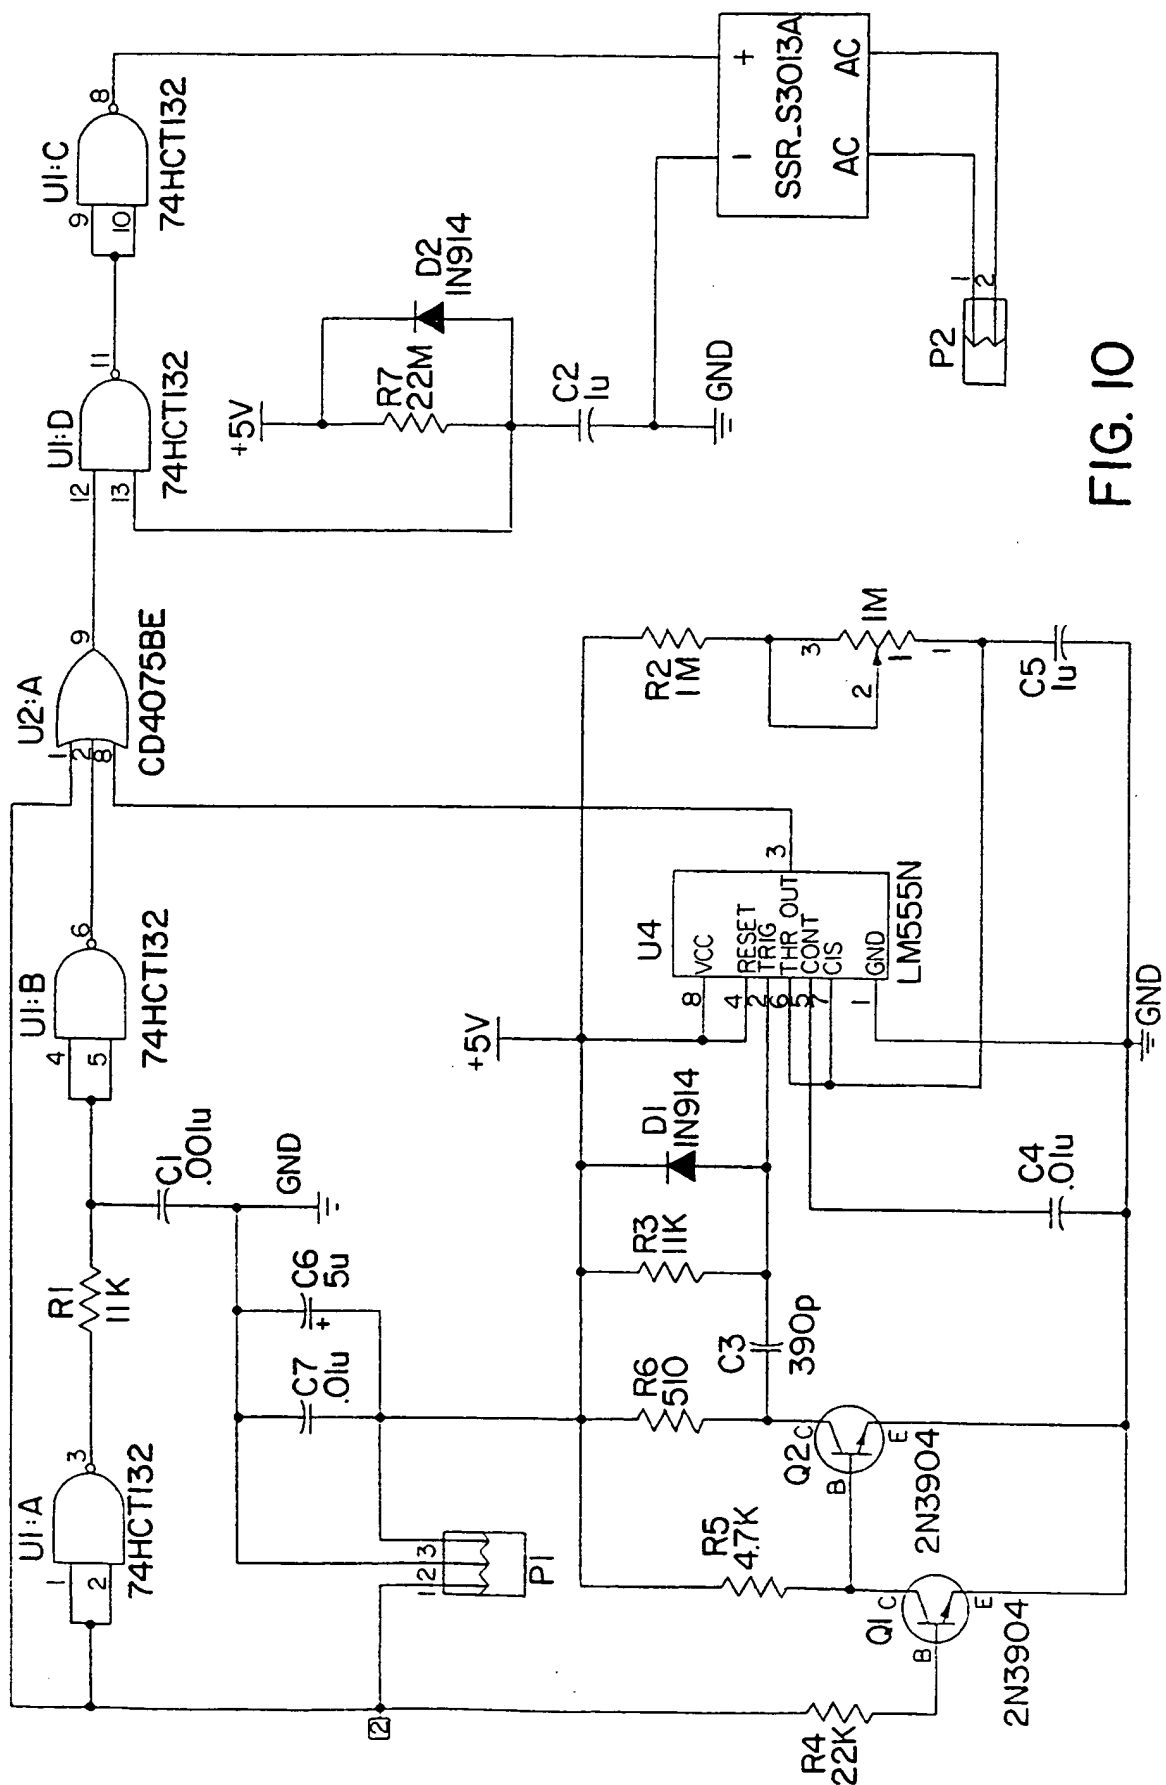 U1:A
1
2
3
74HCT132
R1
11K
C1
.001u
U1:B
4
5
6
74HCT132
U2:A
1
2
8
9
CD4075BE
U1:D
12
13
11
74HCT132
U1:C
9
10
8
74HCT132
C7
.01u
C6
5u
+
GND
1
2
3
P1
2
+5V
R7
22M
D2
1N914
C2
1u
GND
-
+
SSR_S3013A
AC
AC
P2
1
2
+5V
R5
4.7K
R6
510
C3
390p
R3
11K
D1
1N914
U4
8
VCC
4
RESET
2
TRIG
6
THR
OUT
3
5
CONT
7
CIS
1
GND
LM555N
R2
1M
3
2
1
1
1M
C5
1u
C4
.01u
GND
R4
22K
Q1
B
C
E
2N3904
Q2
B
C
E
2N3904
FIG. 10